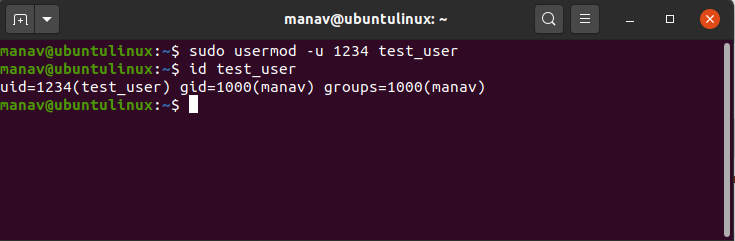 manav@ubuntulinux: ~
manav@ubuntulinux:~$ sudo usermod -u 1234 test_user
manav@ubuntulinux:~$ id test_user
uid=1234(test_user) gid=1000(manav) groups=1000(manav)
manav@ubuntulinux:~$